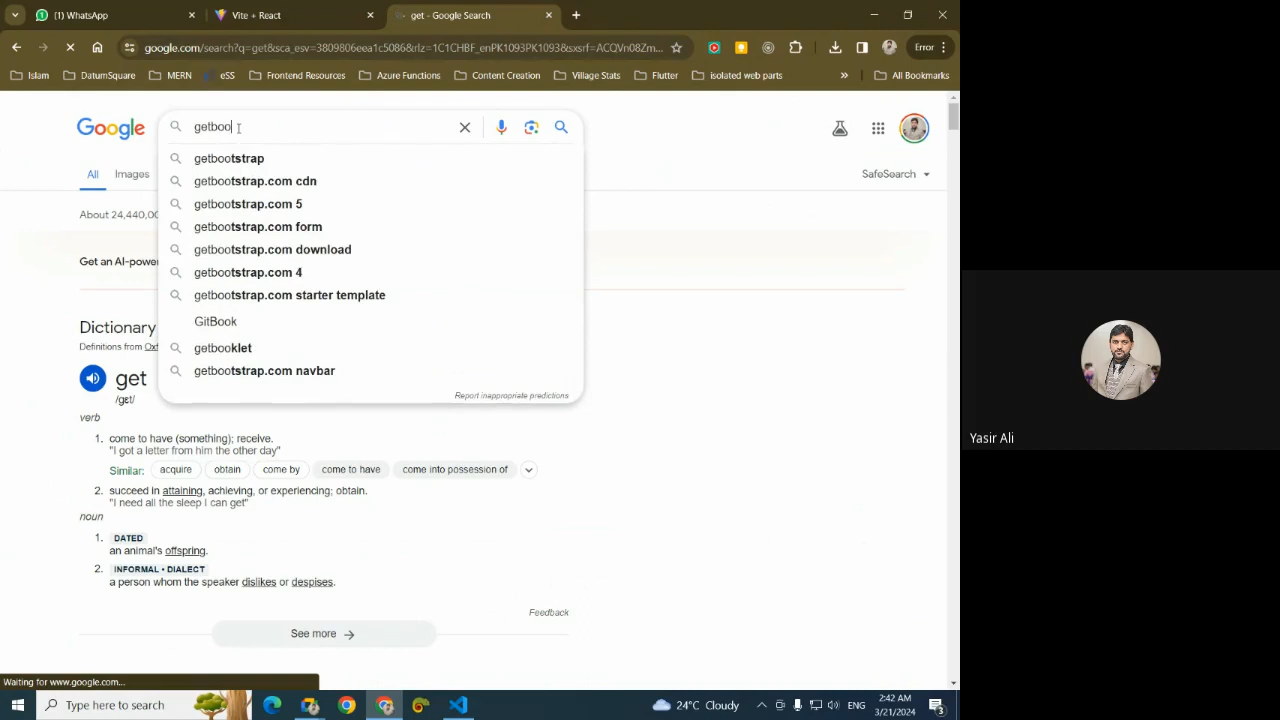 (1) WhatsApp
Vite + React
get - Google Search
google.com/search?q=get&sca_esv=3809806eea1c5086&rlz=1C1CHBF_enPK1093PK1093&sxsrf=ACQVn08Zm...
Error
Islam
DatumSquare
MERN
eSS
Frontend Resources
Azure Functions
Content Creation
Village Stats
Flutter
isolated web parts
»
All Bookmarks
Google
getboo
getbootstrap
getbootstrap.com cdn
getbootstrap.com 5
getbootstrap.com form
getbootstrap.com download
getbootstrap.com 4
getbootstrap.com starter template
GitBook
getbooklet
getbootstrap.com navbar
Report inappropriate predictions
All
Images
SafeSearch
About 24,440,00
Get an AI-power
Dictionary
Definitions from Oxf
get
/ɡɛt/
verb
1. come to have (something); receive.
"I got a letter from him the other day"
Similar: acquire obtain come by come to have come into possession of
2. succeed in attaining, achieving, or experiencing; obtain.
"I need all the sleep I can get"
noun
1. DATED
an animal's offspring.
2. INFORMAL • DIALECT
a person whom the speaker dislikes or despises.
Feedback
See more
Waiting for www.google.com...
Type here to search
24°C Cloudy
ENG
2:42 AM
3/21/2024
3
Yasir Ali